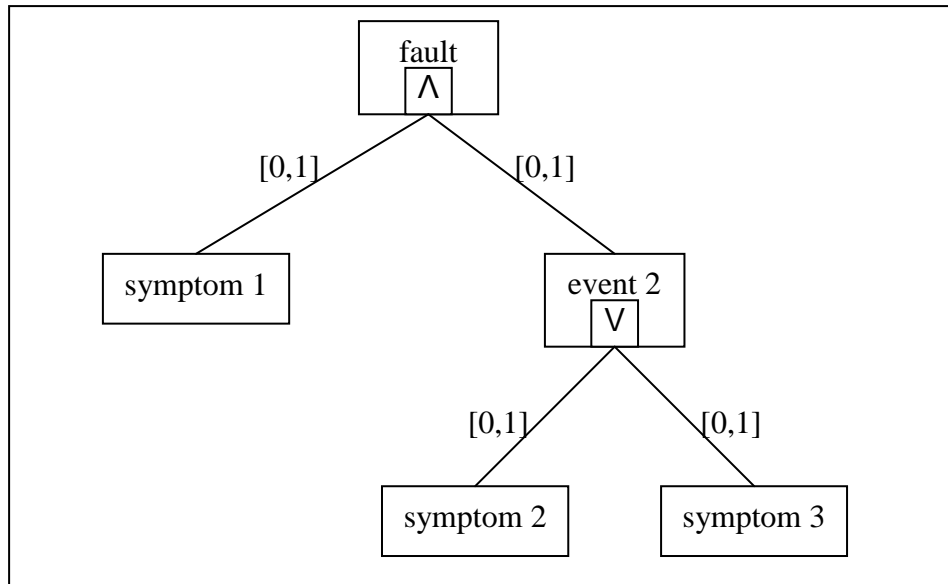 fault
Λ
[0,1] [0,1]
symptom 1
event 2
V
[0,1] [0,1]
symptom 2
symptom 3